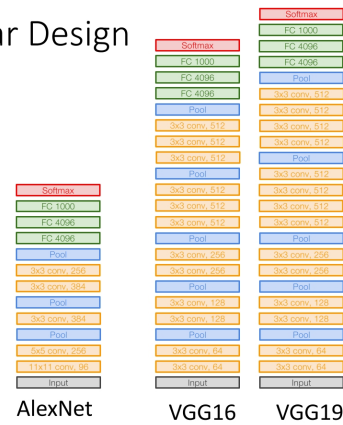 ar Design
Softmax
FC 1000
FC 4096
FC 4096
Pool
3x3 conv, 256
3x3 conv, 384
Pool
3x3 conv, 384
Pool
5x5 conv, 256
11x11 conv, 96
Input
AlexNet
Softmax
FC 1000
FC 4096
FC 4096
Pool
3x3 conv, 512
3x3 conv, 512
3x3 conv, 512
Pool
3x3 conv, 512
3x3 conv, 512
3x3 conv, 512
Pool
3x3 conv, 256
3x3 conv, 256
Pool
3x3 conv, 128
3x3 conv, 128
Pool
3x3 conv, 64
3x3 conv, 64
Input
VGG16
Softmax
FC 1000
FC 4096
FC 4096
Pool
3x3 conv, 512
3x3 conv, 512
3x3 conv, 512
3x3 conv, 512
Pool
3x3 conv, 512
3x3 conv, 512
3x3 conv, 512
3x3 conv, 512
Pool
3x3 conv, 256
3x3 conv, 256
Pool
3x3 conv, 128
3x3 conv, 128
Pool
3x3 conv, 64
3x3 conv, 64
Input
VGG19